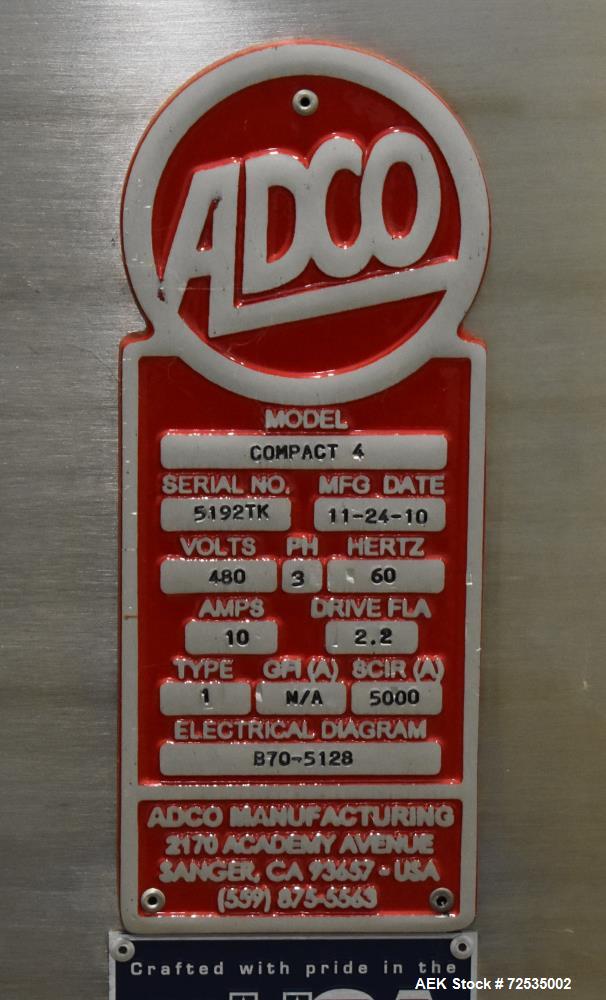 ADCO
MODEL
COMPACT 4
SERIAL NO. MFG DATE
5192TK 11-24-10
VOLTS PH HERTZ
480 3 60
AMPS DRIVE FLA
10 2.2
TYPE GFI (A) SCIR (A)
1 N/A 5000
ELECTRICAL DIAGRAM
B70-5128
ADCO MANUFACTURING
2170 ACADEMY AVENUE
SANGER, CA 93657 - USA
(559) 875-5563
Crafted with pride in the
AEK Stock # 72535002